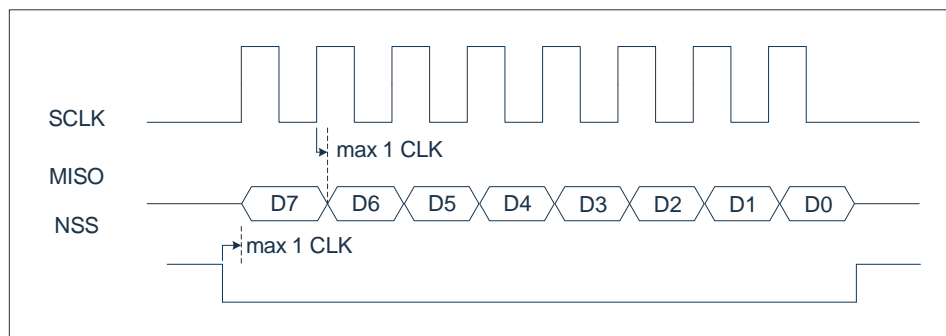 SCLK
max 1 CLK
MISO
D7 D6 D5 D4 D3 D2 D1 D0
NSS
max 1 CLK